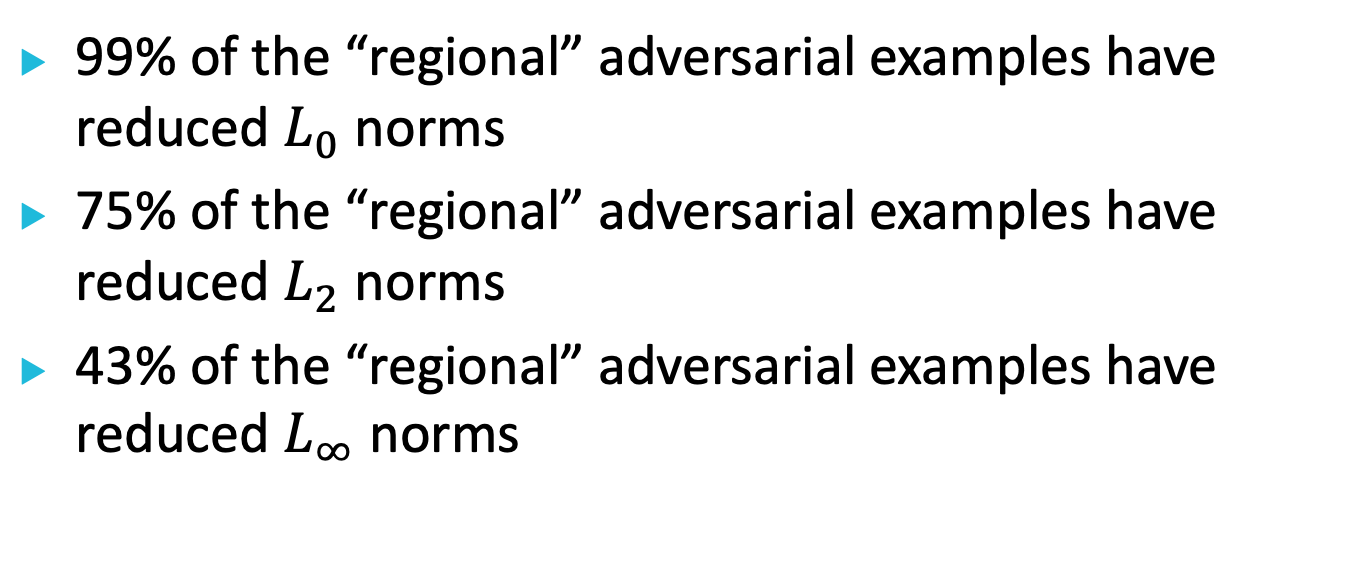 99% of the “regional” adversarial examples have
reduced L₀ norms
75% of the “regional” adversarial examples have
reduced L₂ norms
43% of the “regional” adversarial examples have
reduced L∞ norms